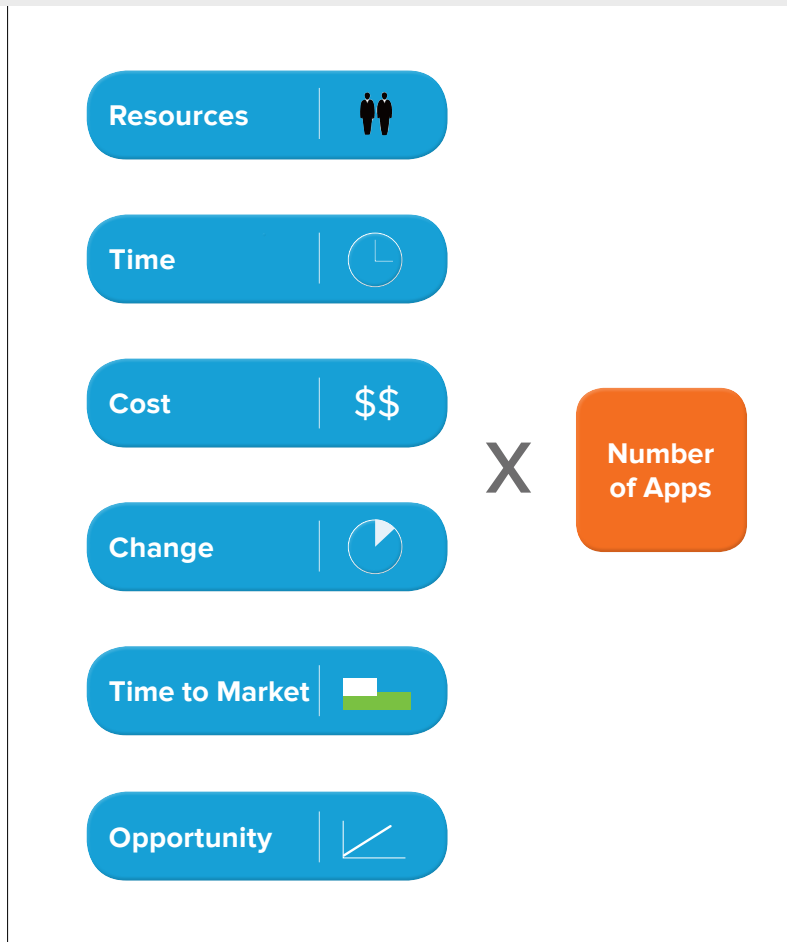 Resources
Time
Cost
$$
Change
Time to Market
Opportunity
X
Number
of Apps